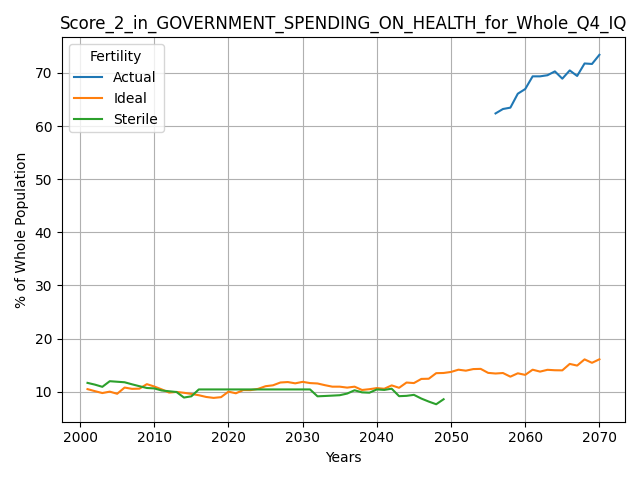 Score_2_in_GOVERNMENT_SPENDING_ON_HEALTH_for_Whole_Q4_IQ
Fertility
Actual
Ideal
Sterile
% of Whole Population
70
60
50
40
30
20
10
2000 2010 2020 2030 2040 2050 2060 2070
Years